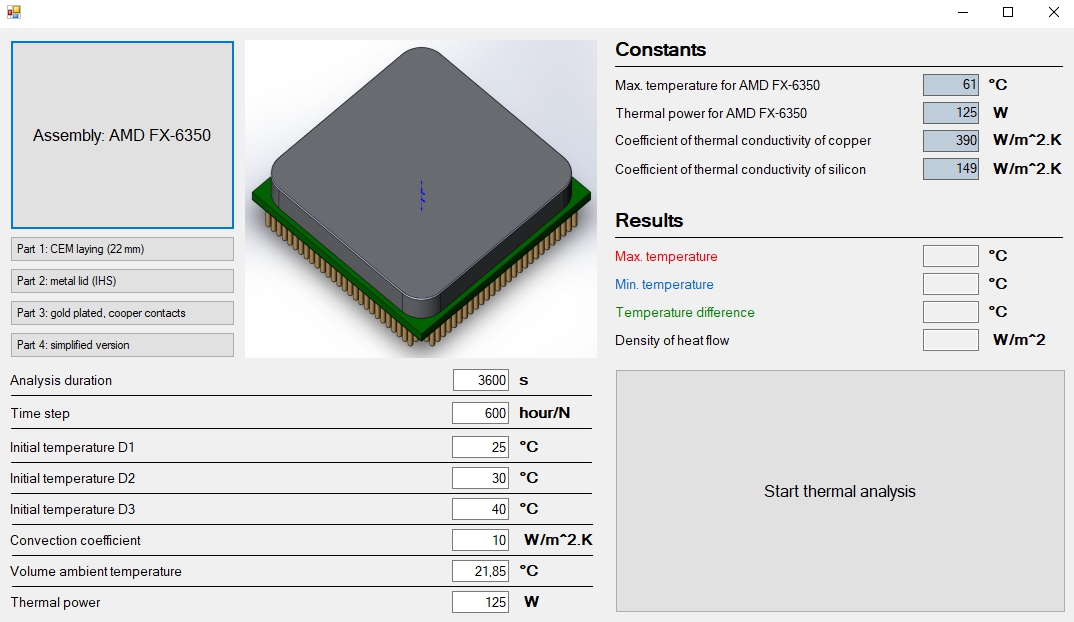 Assembly: AMD FX-6350
Part 1: CEM laying (22 mm)
Part 2: metal lid (IHS)
Part 3: gold plated, cooper contacts
Part 4: simplified version
Analysis duration 3600 s
Time step 600 hour/N
Initial temperature D1 25 °C
Initial temperature D2 30 °C
Initial temperature D3 40 °C
Convection coefficient 10 W/m^2.K
Volume ambient temperature 21,85 °C
Thermal power 125 W
Constants
Max. temperature for AMD FX-6350 61 °C
Thermal power for AMD FX-6350 125 W
Coefficient of thermal conductivity of copper 390 W/m^2.K
Coefficient of thermal conductivity of silicon 149 W/m^2.K
Results
Max. temperature °C
Min. temperature °C
Temperature difference °C
Density of heat flow W/m^2
Start thermal analysis